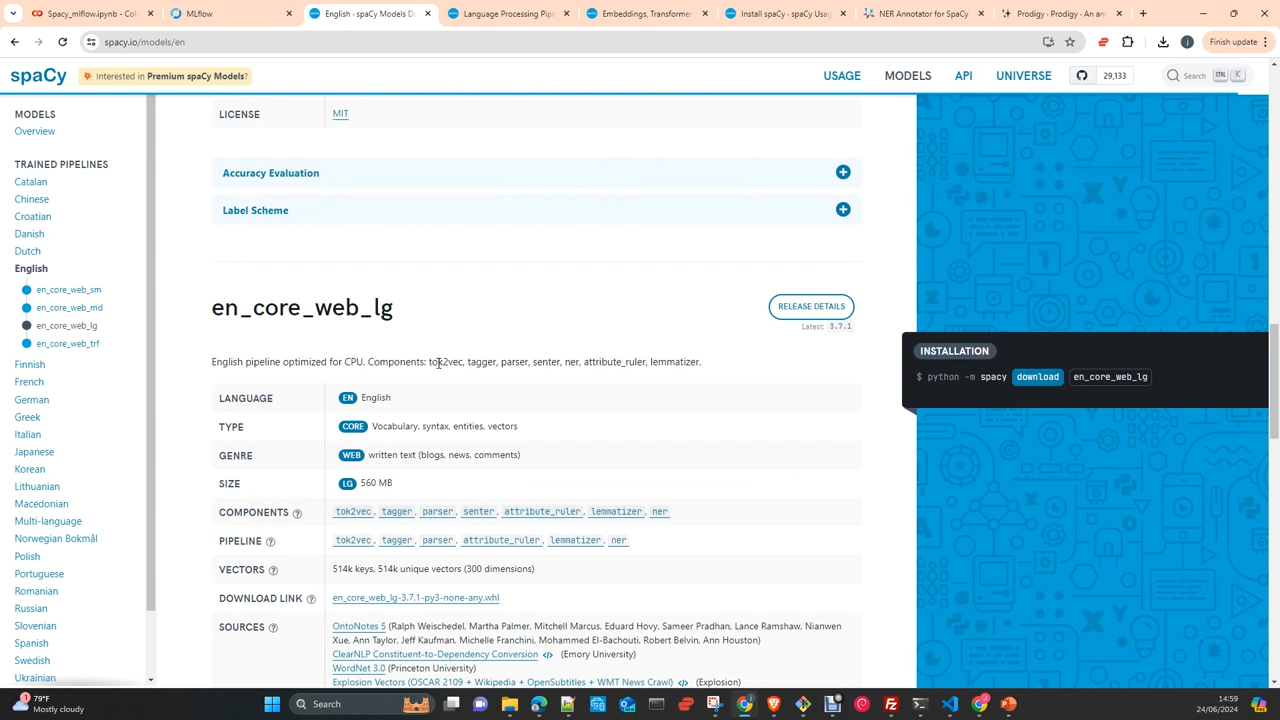 Spacy_mlflow.ipynb - Col
MLflow
English · spaCy Models D
Language Processing Pip
Embeddings, Transforme
Install spaCy · spaCy Usag
NER Annotator for SpaCy
Prodigy · Prodigy · An an
spacy.io/models/en
Finish update
spaCy
Interested in Premium spaCy Models?
USAGE
MODELS
API
UNIVERSE
29,133
Search
CTRL
K
MODELS
Overview
TRAINED PIPELINES
Catalan
Chinese
Croatian
Danish
Dutch
English
en_core_web_sm
en_core_web_md
en_core_web_lg
en_core_web_trf
Finnish
French
German
Greek
Italian
Japanese
Korean
Lithuanian
Macedonian
Multi-language
Norwegian Bokmål
Polish
Portuguese
Romanian
Russian
Slovenian
Spanish
Swedish
Ukrainian
LICENSE MIT
Accuracy Evaluation
Label Scheme
en_core_web_lg
RELEASE DETAILS
Latest: 3.7.1
English pipeline optimized for CPU. Components: tok2vec, tagger, parser, senter, ner, attribute_ruler, lemmatizer.
LANGUAGE EN English
TYPE CORE Vocabulary, syntax, entities, vectors
GENRE WEB written text (blogs, news, comments)
SIZE LG 560 MB
COMPONENTS ? tok2vec, tagger, parser, senter, attribute_ruler, lemmatizer, ner
PIPELINE ? tok2vec, tagger, parser, attribute_ruler, lemmatizer, ner
VECTORS ? 514k keys, 514k unique vectors (300 dimensions)
DOWNLOAD LINK ? en_core_web_lg-3.7.1-py3-none-any.whl
SOURCES ? OntoNotes 5 (Ralph Weischedel, Martha Palmer, Mitchell Marcus, Eduard Hovy, Sameer Pradhan, Lance Ramshaw, Nianwen
Xue, Ann Taylor, Jeff Kaufman, Michelle Franchini, Mohammed El-Bachouti, Robert Belvin, Ann Houston)
ClearNLP Constituent-to-Dependency Conversion </> (Emory University)
WordNet 3.0 (Princeton University)
Explosion Vectors (OSCAR 2109 + Wikipedia + OpenSubtitles + WMT News Crawl) </> (Explosion)
INSTALLATION
$ python -m spacy download en_core_web_lg
79°F
Mostly cloudy
Search
14:59
24/06/2024